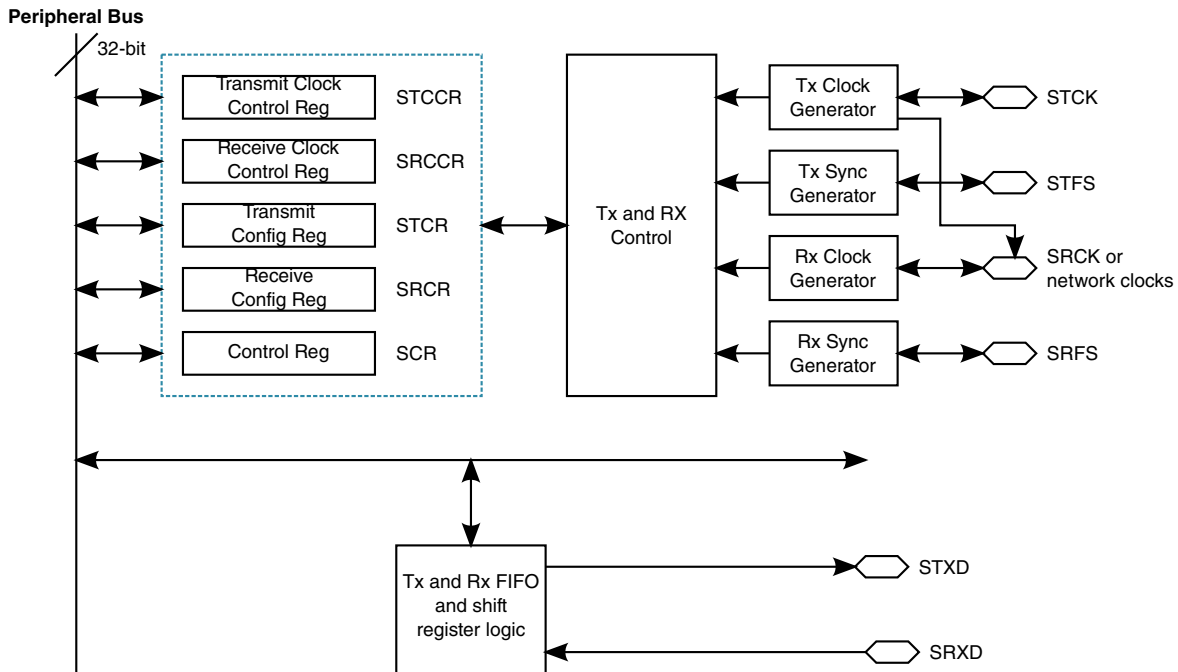 Peripheral Bus
32-bit
Transmit Clock
Control Reg
STCCR
Receive Clock
Control Reg
SRCCR
Transmit
Config Reg
STCR
Receive
Config Reg
SRCR
Control Reg
SCR
Tx and RX
Control
Tx Clock
Generator
STCK
Tx Sync
Generator
STFS
Rx Clock
Generator
SRCK or
network clocks
Rx Sync
Generator
SRFS
Tx and Rx FIFO
and shift
register logic
STXD
SRXD